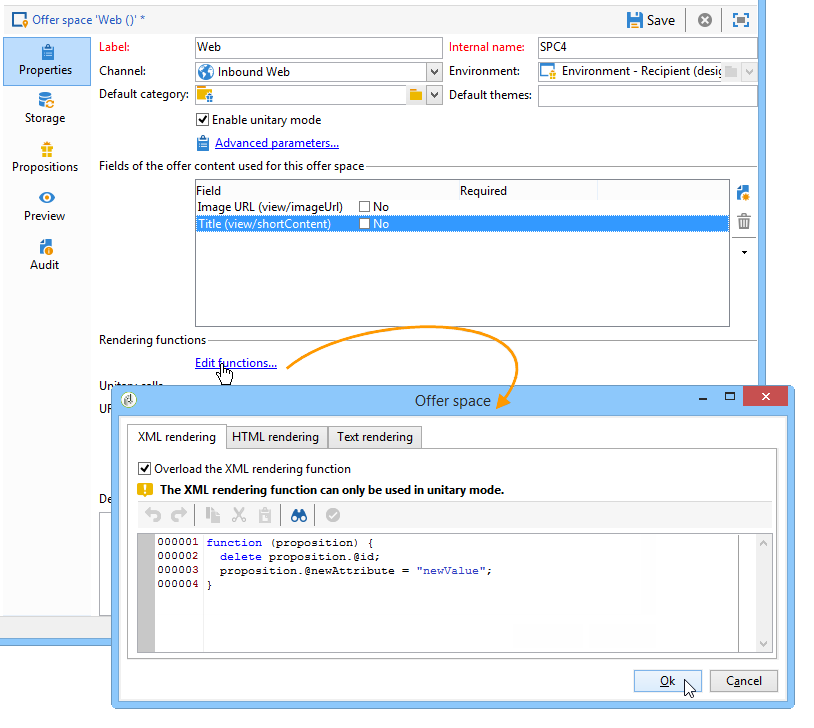 Offer space 'Web ()' *
Save
Properties
Storage
Propositions
Preview
Audit
Label: Web Internal name: SPC4
Channel: Inbound Web Environment: Environment - Recipient (desig
Default category: Default themes:
Enable unitary mode
Advanced parameters...
Fields of the offer content used for this offer space
Field Required
Image URL (view/imageUrl) No
Title (view/shortContent) No
Rendering functions
Edit functions...
Offer space
XML rendering HTML rendering Text rendering
Overload the XML rendering function
The XML rendering function can only be used in unitary mode.
000001 function (proposition) {
000002 delete proposition.@id;
000003 proposition.@newAttribute = "newValue";
000004 }
Ok Cancel